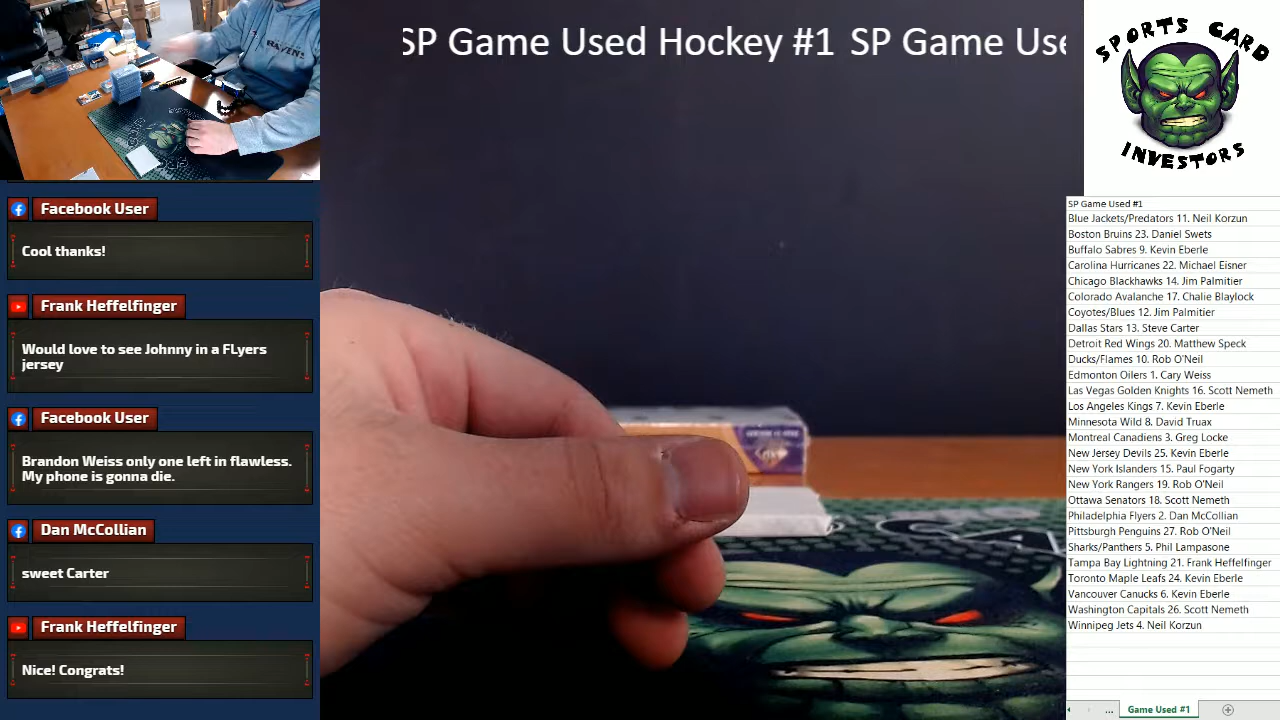 SP Game Used Hockey #1 SP Game Use
SPORTS CARD
INVESTORS
Facebook User
Cool thanks!
Frank Heffelfinger
Would love to see Johnny in a FLyers
jersey
Facebook User
Brandon Weiss only one left in flawless.
My phone is gonna die.
Dan McCollian
sweet Carter
Frank Heffelfinger
Nice! Congrats!
SP Game Used #1
Blue Jackets/Predators 11. Neil Korzun
Boston Bruins 23. Daniel Swets
Buffalo Sabres 9. Kevin Eberle
Carolina Hurricanes 22. Michael Eisner
Chicago Blackhawks 14. Jim Palmitier
Colorado Avalanche 17. Chalie Blaylock
Coyotes/Blues 12. Jim Palmitier
Dallas Stars 13. Steve Carter
Detroit Red Wings 20. Matthew Speck
Ducks/Flames 10. Rob O'Neil
Edmonton Oilers 1. Cary Weiss
Las Vegas Golden Knights 16. Scott Nemeth
Los Angeles Kings 7. Kevin Eberle
Minnesota Wild 8. David Truax
Montreal Canadiens 3. Greg Locke
New Jersey Devils 25. Kevin Eberle
New York Islanders 15. Paul Fogarty
New York Rangers 19. Rob O'Neil
Ottawa Senators 18. Scott Nemeth
Philadelphia Flyers 2. Dan McCollian
Pittsburgh Penguins 27. Rob O'Neil
Sharks/Panthers 5. Phil Lampasone
Tampa Bay Lightning 21. Frank Heffelfinger
Toronto Maple Leafs 24. Kevin Eberle
Vancouver Canucks 6. Kevin Eberle
Washington Capitals 26. Scott Nemeth
Winnipeg Jets 4. Neil Korzun
... Game Used #1